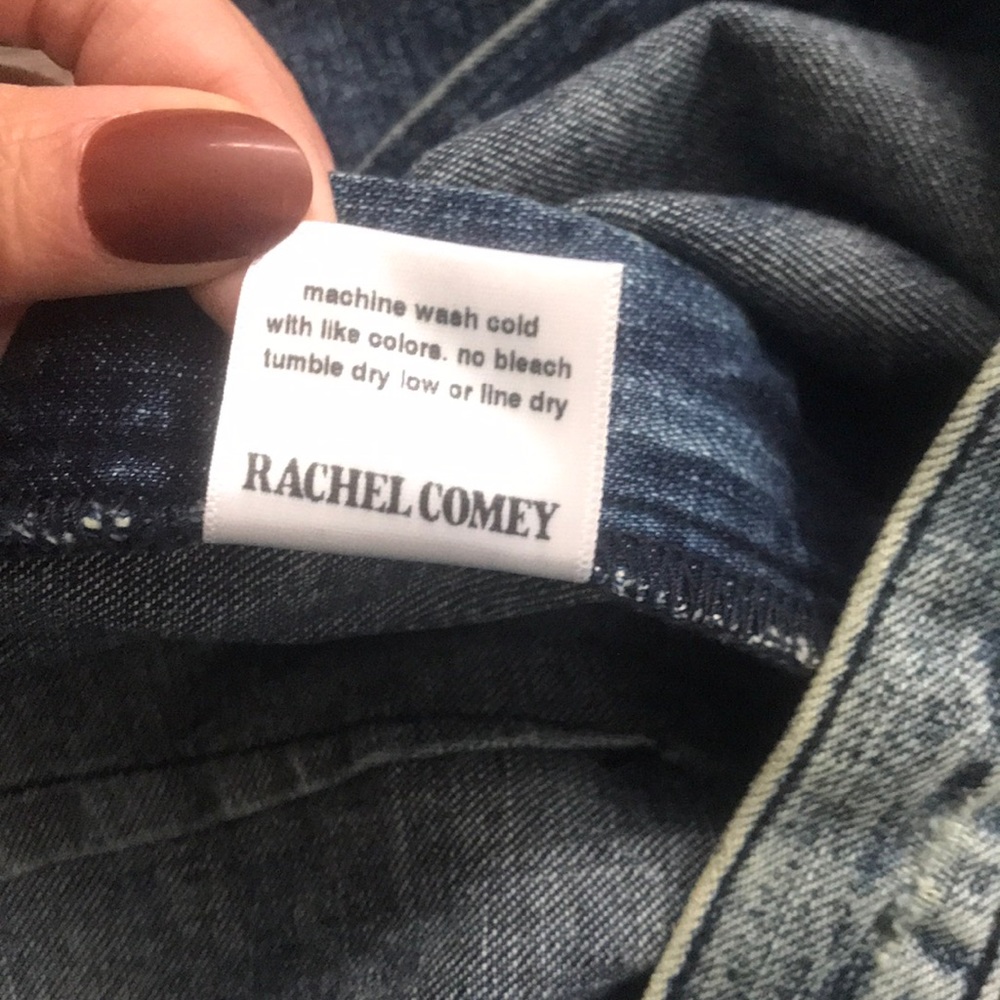 machine wash cold
with like colors. no bleach
tumble dry low or line dry
RACHEL COMEY